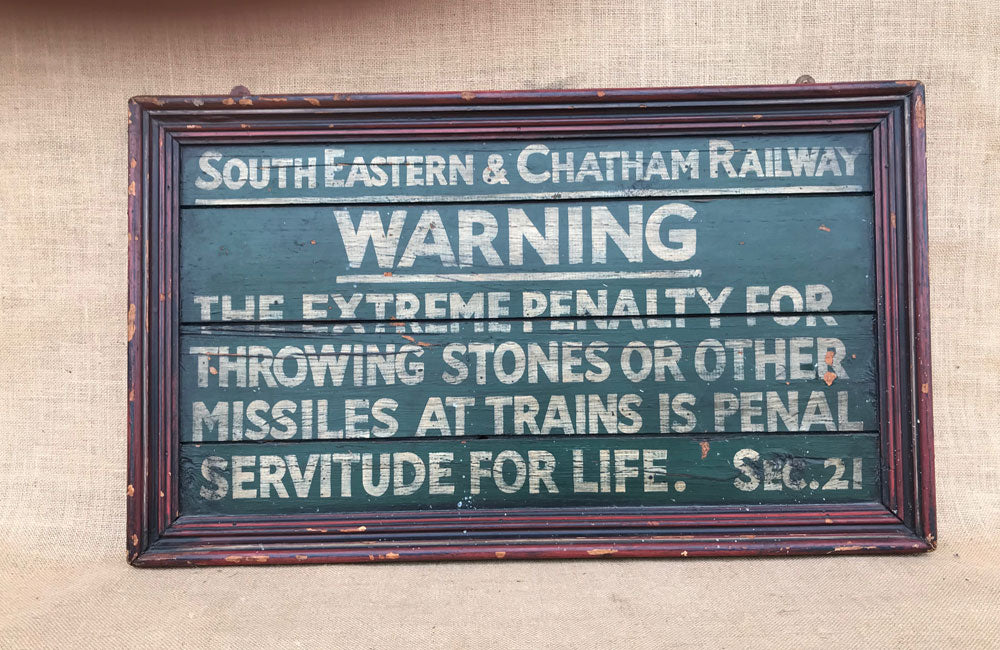 SOUTH EASTERN & CHATHAM RAILWAY
WARNING
THE EXTREME PENALTY FOR
THROWING STONES OR OTHER
MISSILES AT TRAINS IS PENAL
SERVITUDE FOR LIFE. SEC.21